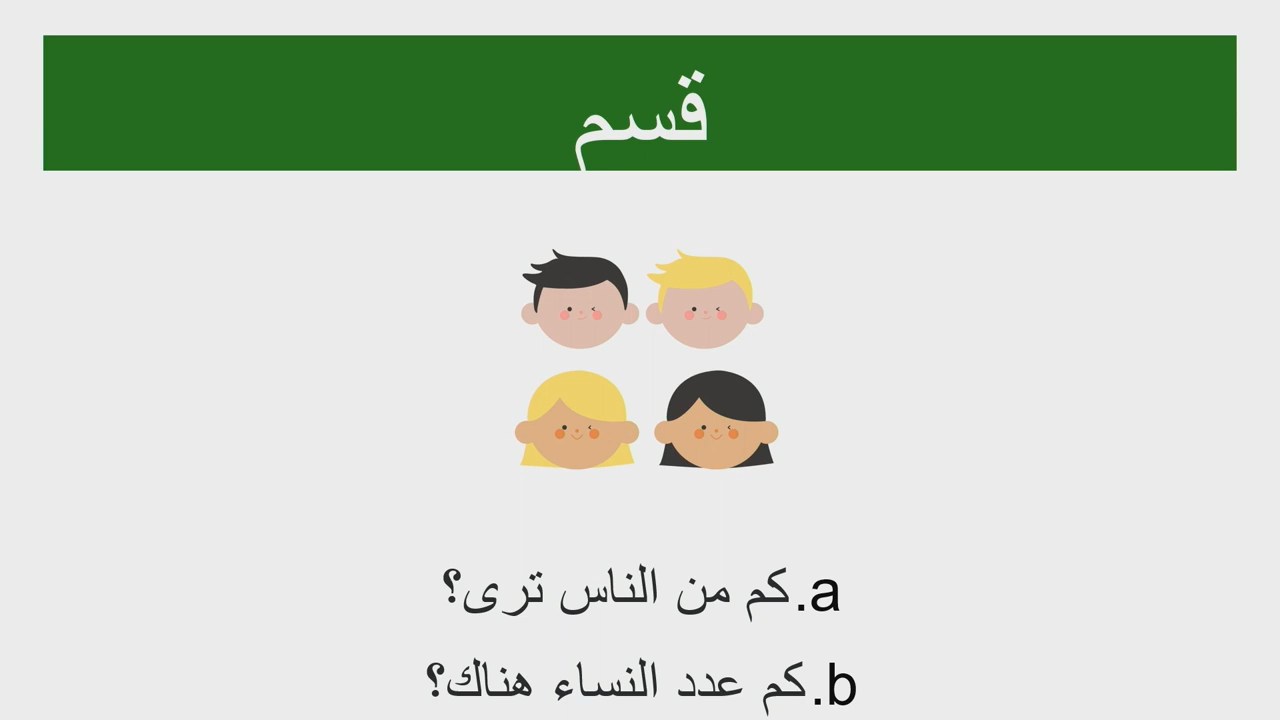 قسم
a.كم من الناس ترى؟
b.كم عدد النساء هناك؟